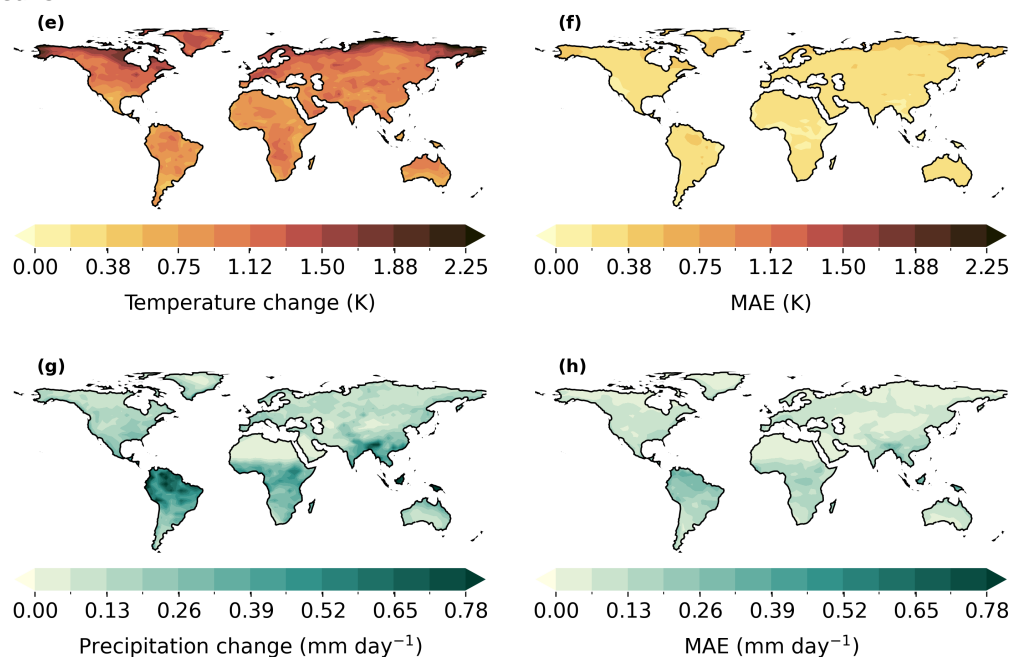 (e)
(f)
0.00 0.38 0.75 1.12 1.50 1.88 2.25
Temperature change (K)
0.00 0.38 0.75 1.12 1.50 1.88 2.25
MAE (K)
(g)
(h)
0.00 0.13 0.26 0.39 0.52 0.65 0.78
Precipitation change (mm day⁻¹)
0.00 0.13 0.26 0.39 0.52 0.65 0.78
MAE (mm day⁻¹)